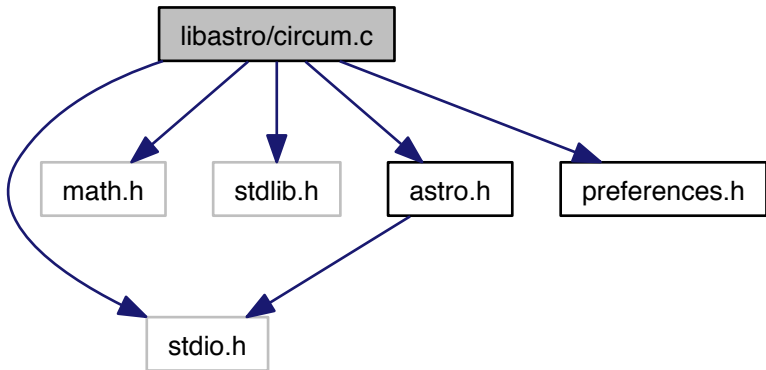 libastro/circum.c
math.h
stdlib.h
astro.h
preferences.h
stdio.h